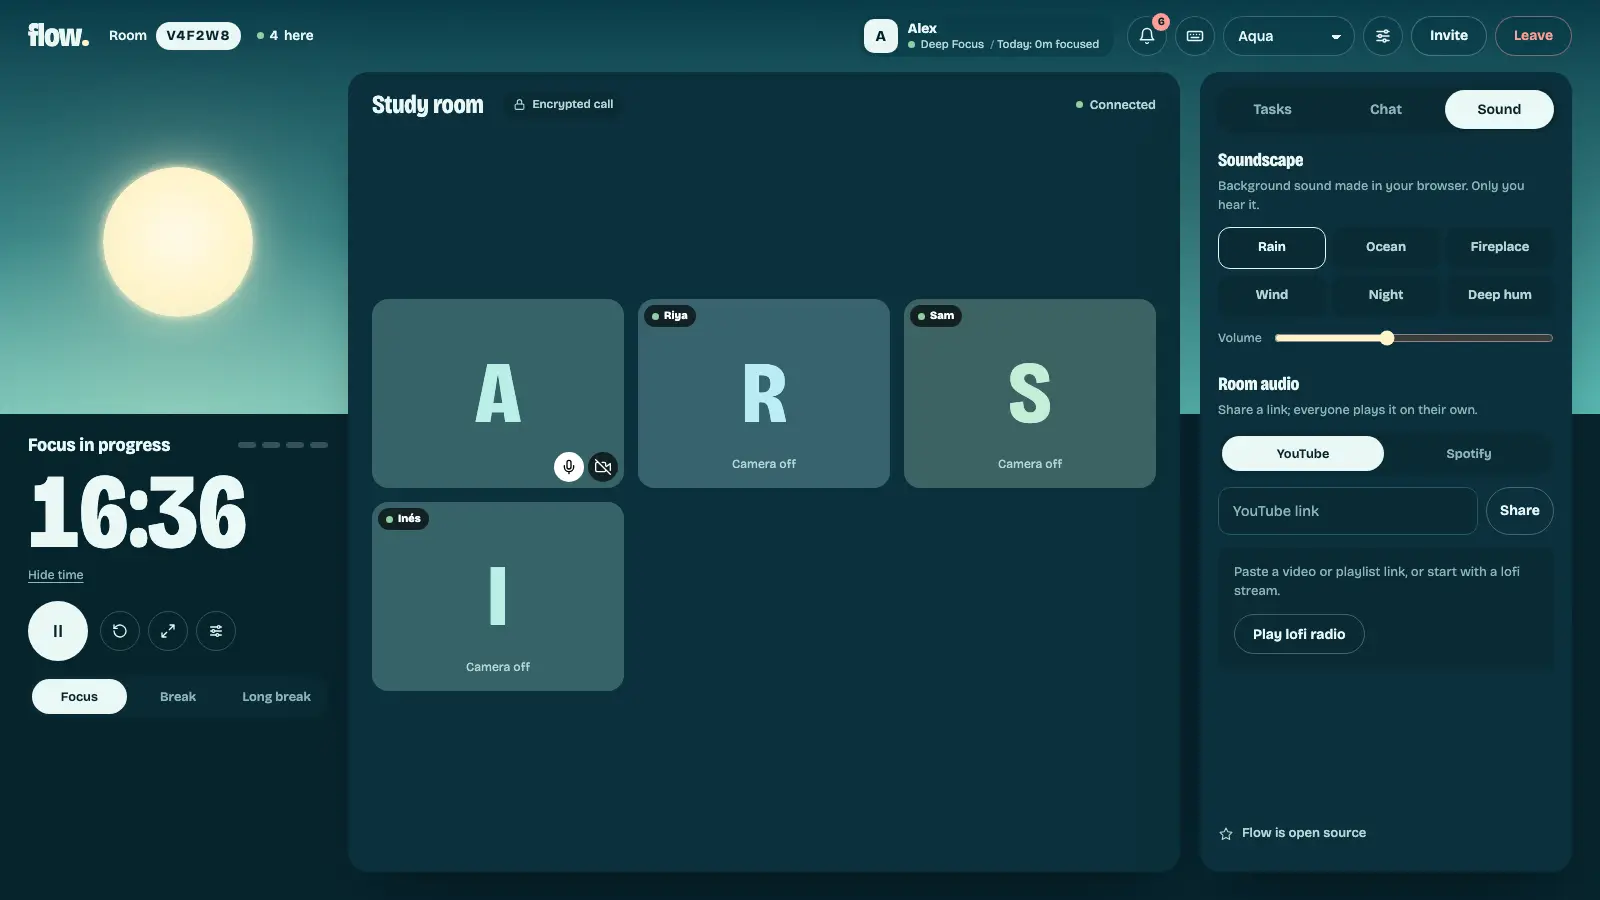 flow.
Room V4F2W8 4 here
A
Alex
Deep Focus / Today: 0m focused
6
Aqua
Invite
Leave
Focus in progress
16:36
Hide time
Focus Break Long break
Study room
Encrypted call
Connected
A
Riya
R
Camera off
Sam
S
Camera off
Inés
I
Camera off
Tasks Chat Sound
Soundscape
Background sound made in your browser. Only you
hear it.
Rain Ocean Fireplace
Wind Night Deep hum
Volume
Room audio
Share a link; everyone plays it on their own.
YouTube Spotify
YouTube link Share
Paste a video or playlist link, or start with a lofi
stream.
Play lofi radio
Flow is open source